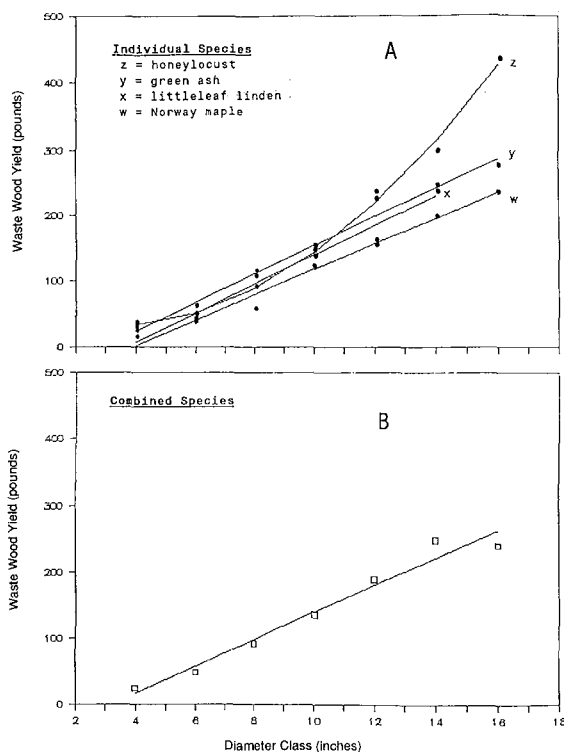 500
400
300
200
100
0
Waste Wood Yield (pounds)
Individual Species
z = honeylocust
y = green ash
x = littleleaf linden
w = Norway maple
A
z
y
x
w
500
400
300
200
100
0
Waste Wood Yield (pounds)
Combined Species
B
2 4 6 8 10 12 14 16 18
Diameter Class (inches)